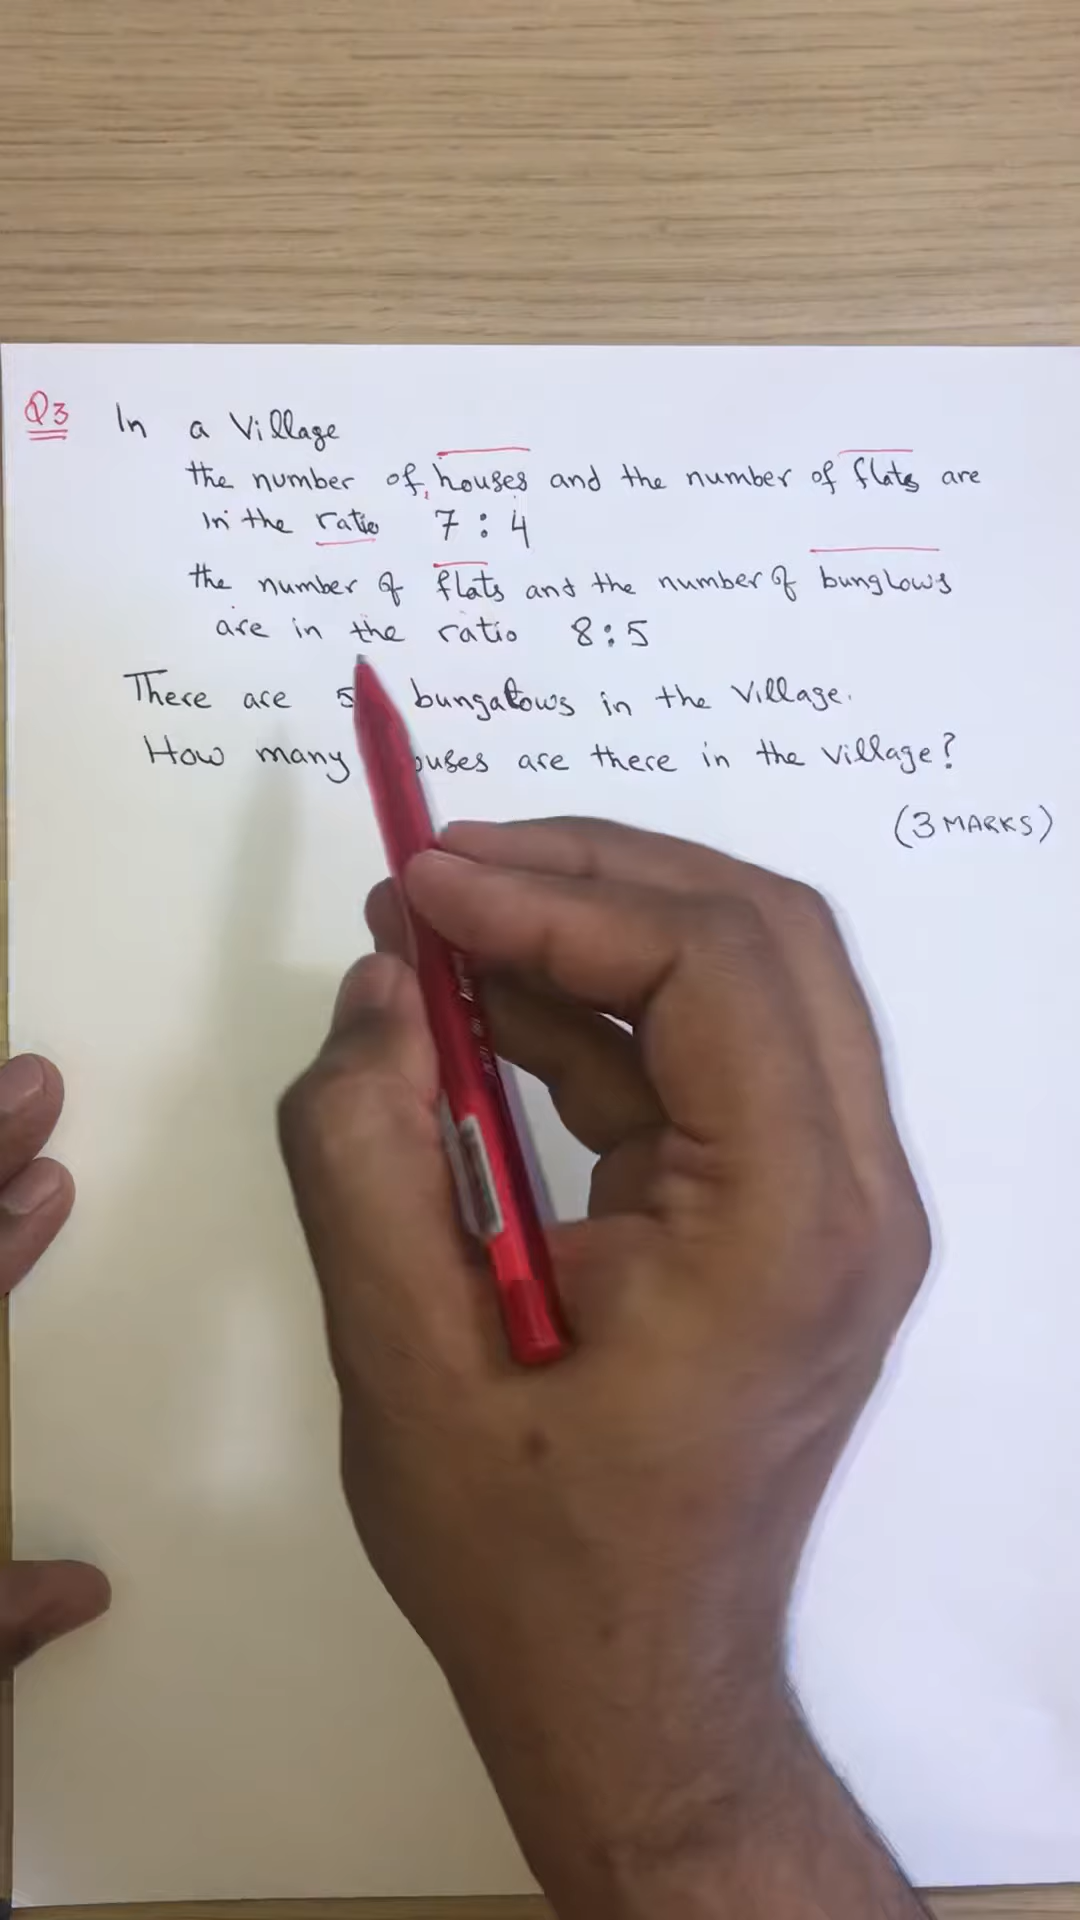 Q3 In a Village
the number of houses and the number of flats are
in the ratio 7 : 4
the number of flats and the number of bunglows
are in the ratio 8 : 5
There are bungalows in the village.
How many are there in the village?
(3 MARKS)